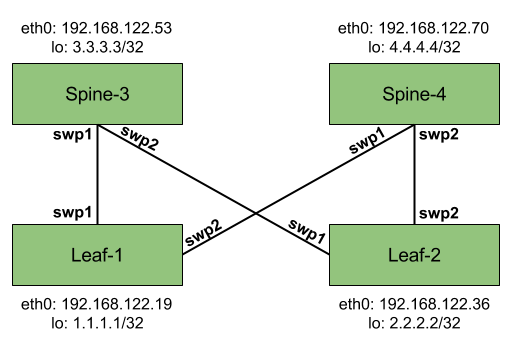 eth0: 192.168.122.53
lo: 3.3.3.3/32
eth0: 192.168.122.70
lo: 4.4.4.4/32
Spine-3
Spine-4
swp1
swp2
swp1
swp2
swp1
swp2
swp1
swp2
Leaf-1
Leaf-2
eth0: 192.168.122.19
lo: 1.1.1.1/32
eth0: 192.168.122.36
lo: 2.2.2.2/32